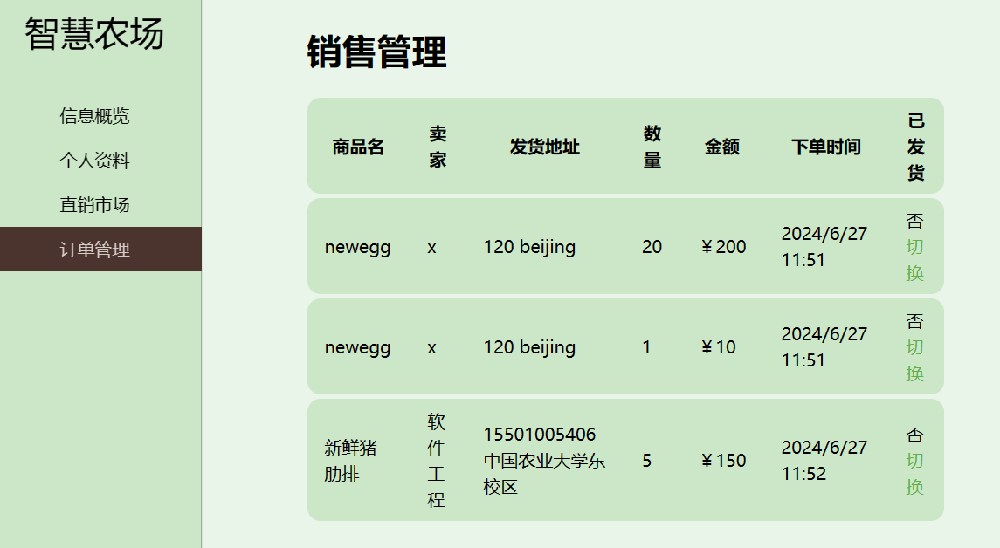 智慧农场
信息概览
个人资料
直销市场
订单管理
销售管理
商品名 卖家 发货地址 数量 金额 下单时间 已发货
newegg x 120 beijing 20 ¥200 2024/6/27 11:51 否 切换
newegg x 120 beijing 1 ¥10 2024/6/27 11:51 否 切换
新鲜猪肋排 软件工程 15501005406 中国农业大学东校区 5 ¥150 2024/6/27 11:52 否 切换